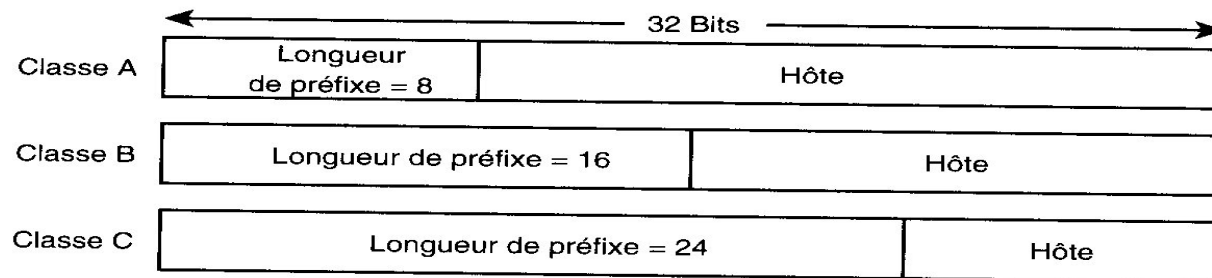 32 Bits
Classe A
Longueur
de préfixe = 8
Hôte
Classe B
Longueur de préfixe = 16
Hôte
Classe C
Longueur de préfixe = 24
Hôte